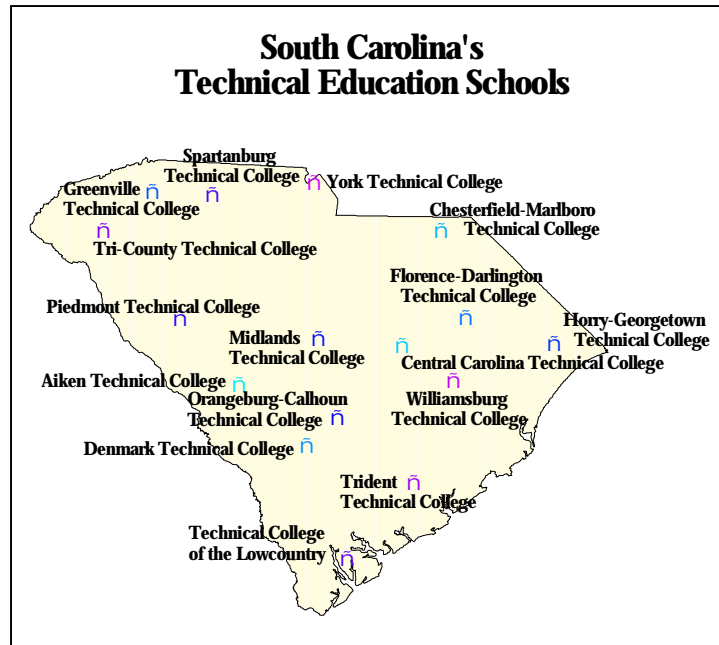 South Carolina's
Technical Education Schools
Spartanburg
Technical College
ñ
ñ
York Technical College
Greenville
ñ
Technical College
ñ
Tri-County Technical College
Chesterfield-Marlboro
Technical College
ñ
Florence-Darlington
Technical College
ñ
Piedmont Technical College
ñ
Horry-Georgetown
Technical College
ñ
Midlands
ñ
Technical College
ñ
Central Carolina Technical College
Aiken Technical College
ñ
Williamsburg
Technical College
ñ
Orangeburg-Calhoun
Technical College
ñ
Denmark Technical College
ñ
Trident
ñ
Technical College
Technical College
of the Lowcountry
ñ